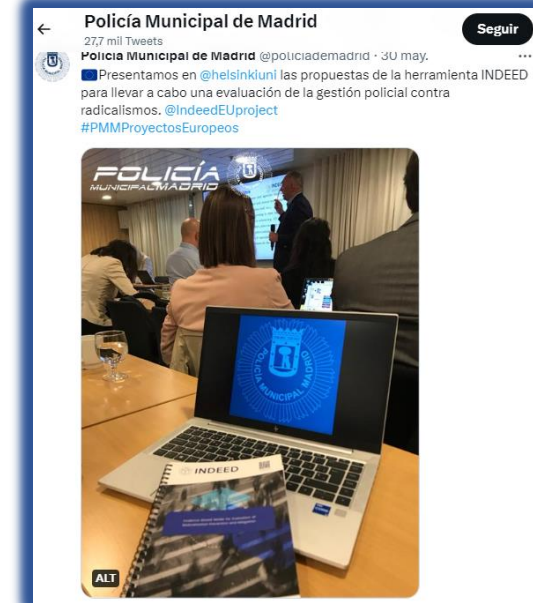 Policía Municipal de Madrid
Seguir
27,7 mil Tweets
Policía Municipal de Madrid @policiademadrid · 30 may.
Presentamos en @helsinkiuni las propuestas de la herramienta INDEED
para llevar a cabo una evaluación de la gestión policial contra
radicalismos. @IndeedEUproject
#PMMProyectosEuropeos
POLICÍA
MUNICIPALMADRID
POLICIA MUNICIPAL MADRID
INDEED
ALT